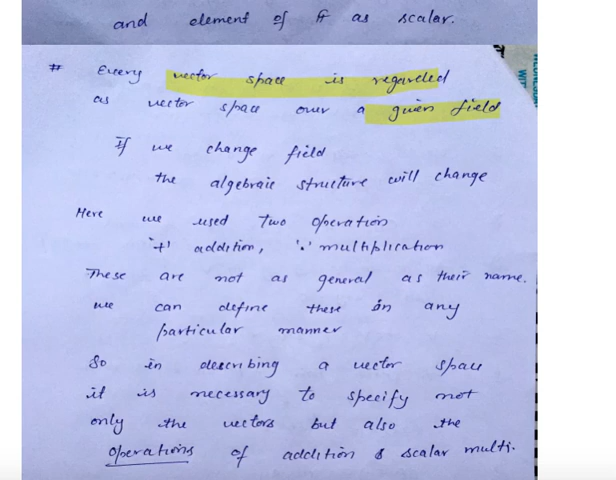 and element of F as scalar.
# Every vector space is regarded
as vector space over a given field
If we change field
the algebraic structure will change
Here we used two operation
'+' addition, '.' multiplication
These are not as general as their name.
we can define these in any
particular manner
So in describing a vector space
it is necessary to specify not
only the vectors but also the
operations of addition & scalar multi.